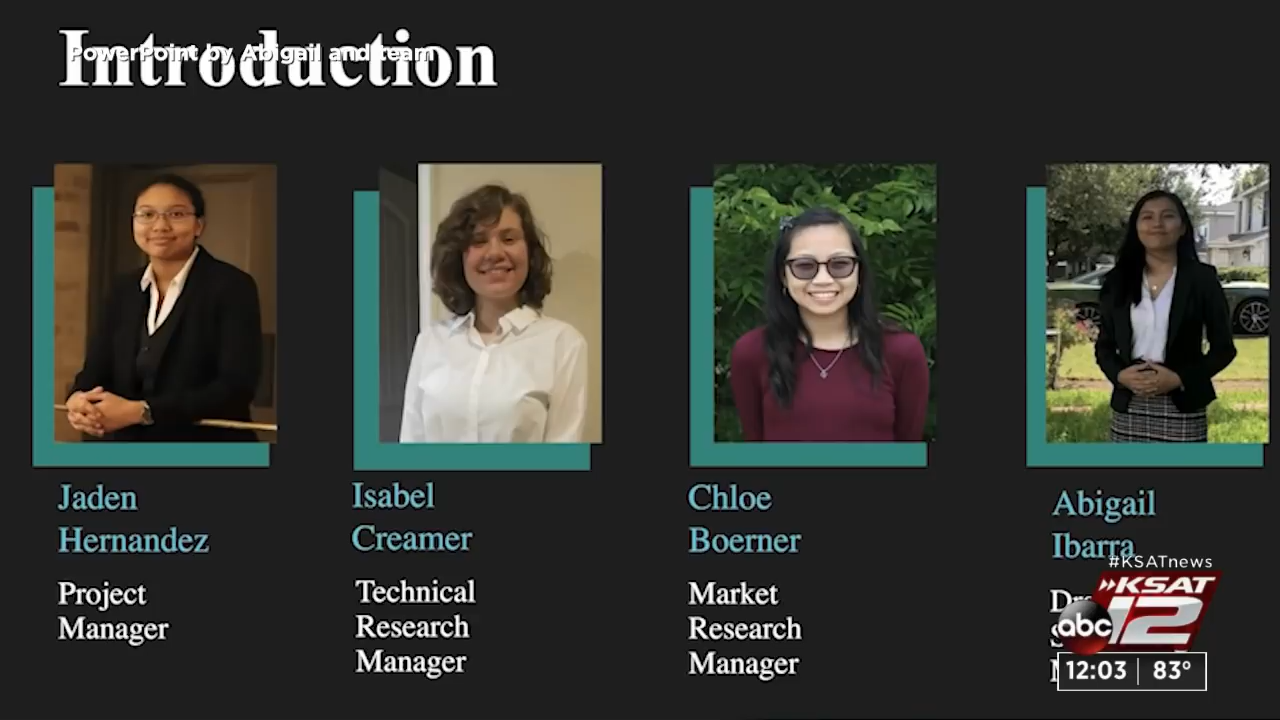 Introduction
PowerPoint by Abigail and team
Jaden
Hernandez
Project
Manager
Isabel
Creamer
Technical
Research
Manager
Chloe
Boerner
Market
Research
Manager
Abigail
Ibarra
#KSATnews
KSAT
abc 12
12:03 83°